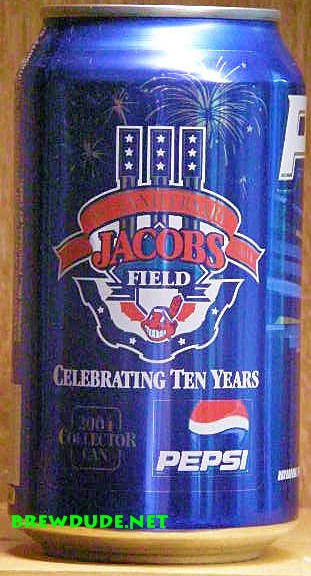 JACOBS
FIELD
CELEBRATING TEN YEARS
2004
COLLECTOR
CAN
PEPSI
P
BREWDUDE.NET